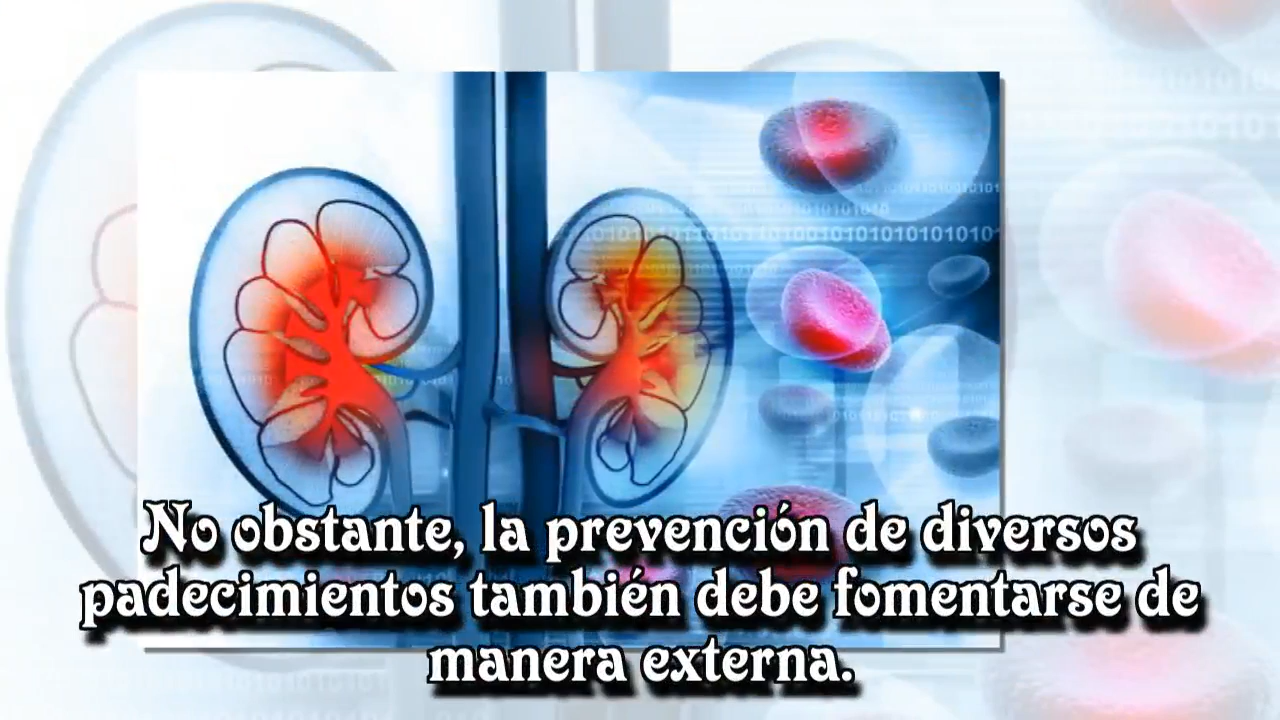 No obstante, la prevención de diversos
padecimientos también debe fomentarse de
manera externa.